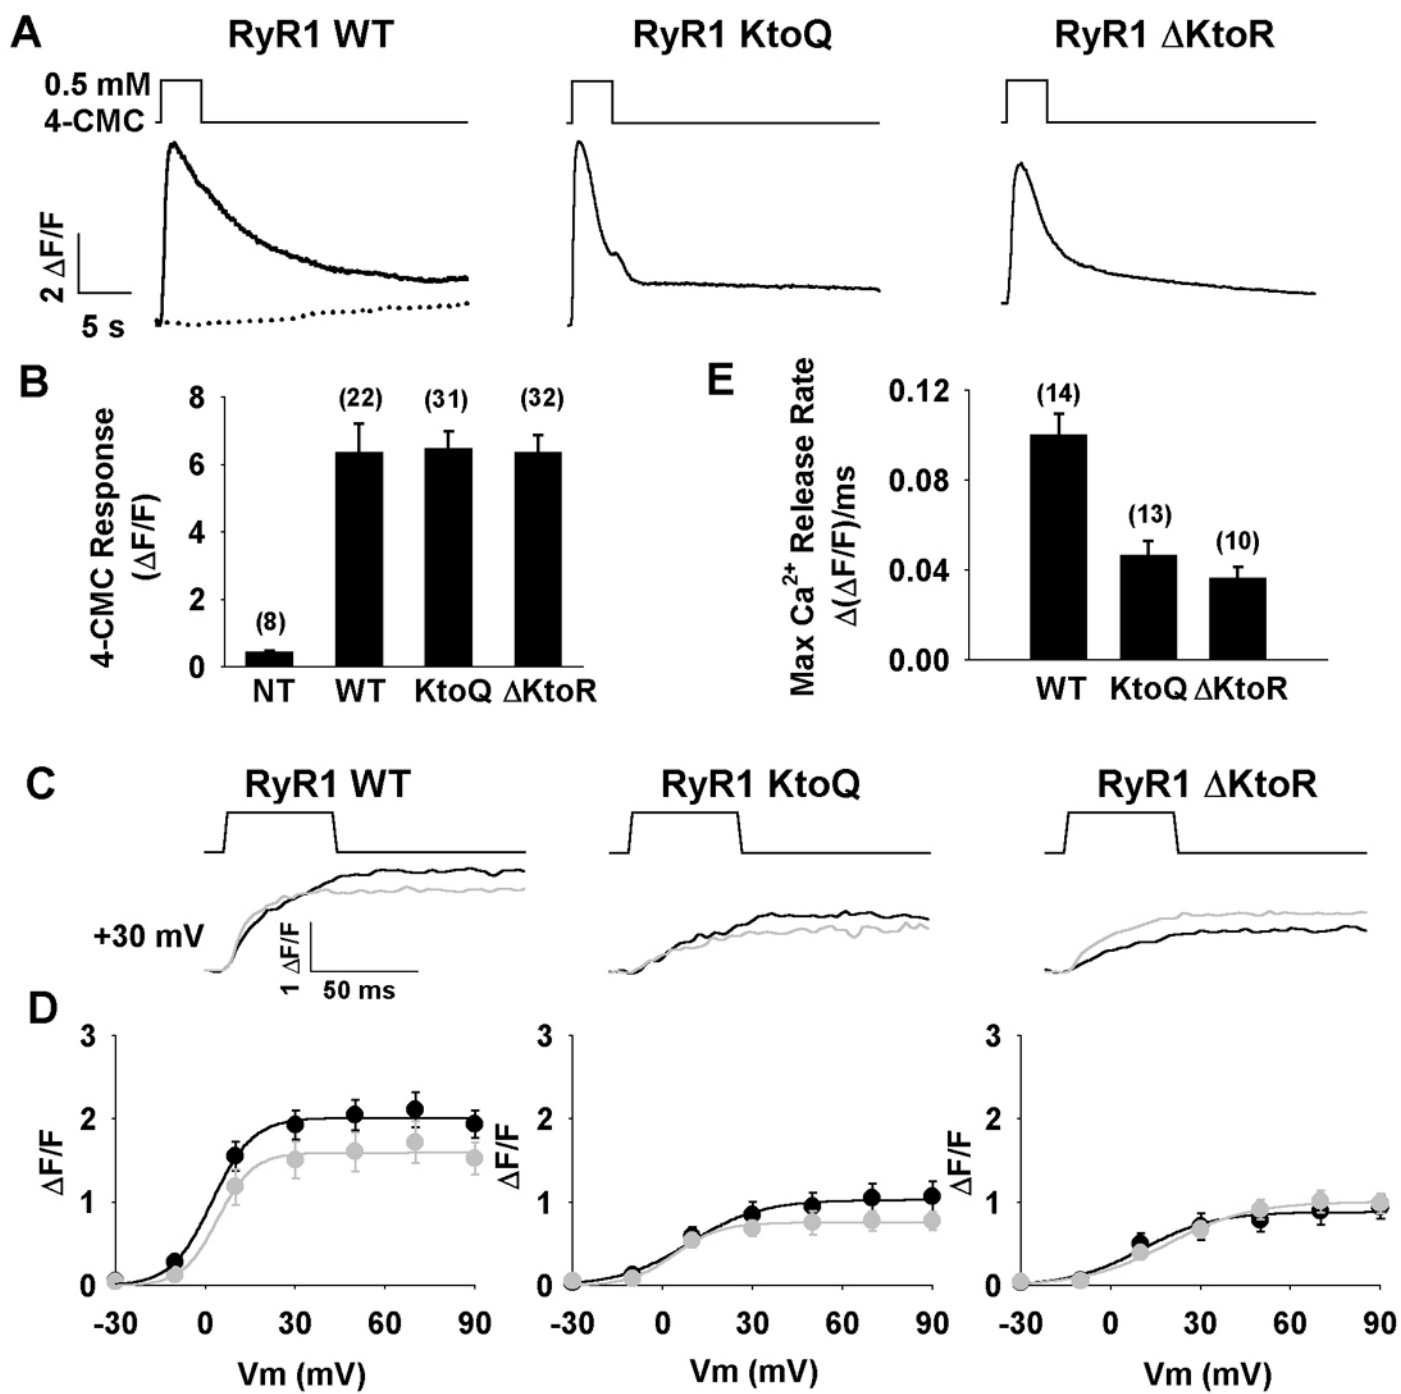 A
RyR1 WT
RyR1 KtoQ
RyR1 ΔKtoR
0.5 mM
4-CMC
2 ΔF/F
5 s
B
4-CMC Response
(ΔF/F)
8
6
4
2
0
(8)
(22)
(31)
(32)
NT
WT
KtoQ
ΔKtoR
E
Max Ca²⁺ Release Rate
Δ(ΔF/F)/ms
0.12
0.08
0.04
0.00
(14)
(13)
(10)
WT
KtoQ
ΔKtoR
C
RyR1 WT
RyR1 KtoQ
RyR1 ΔKtoR
+30 mV
1 ΔF/F
50 ms
D
ΔF/F
3
2
1
0
-30
0
30
60
90
Vm (mV)
ΔF/F
3
2
1
0
-30
0
30
60
90
Vm (mV)
ΔF/F
3
2
1
0
-30
0
30
60
90
Vm (mV)